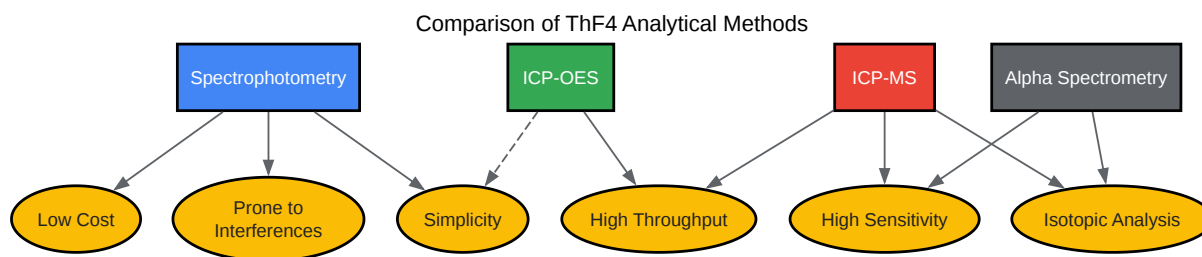 Comparison of ThF4 Analytical Methods
Spectrophotometry
ICP-OES
ICP-MS
Alpha Spectrometry
Low Cost
Prone to
Interferences
Simplicity
High Throughput
High Sensitivity
Isotopic Analysis